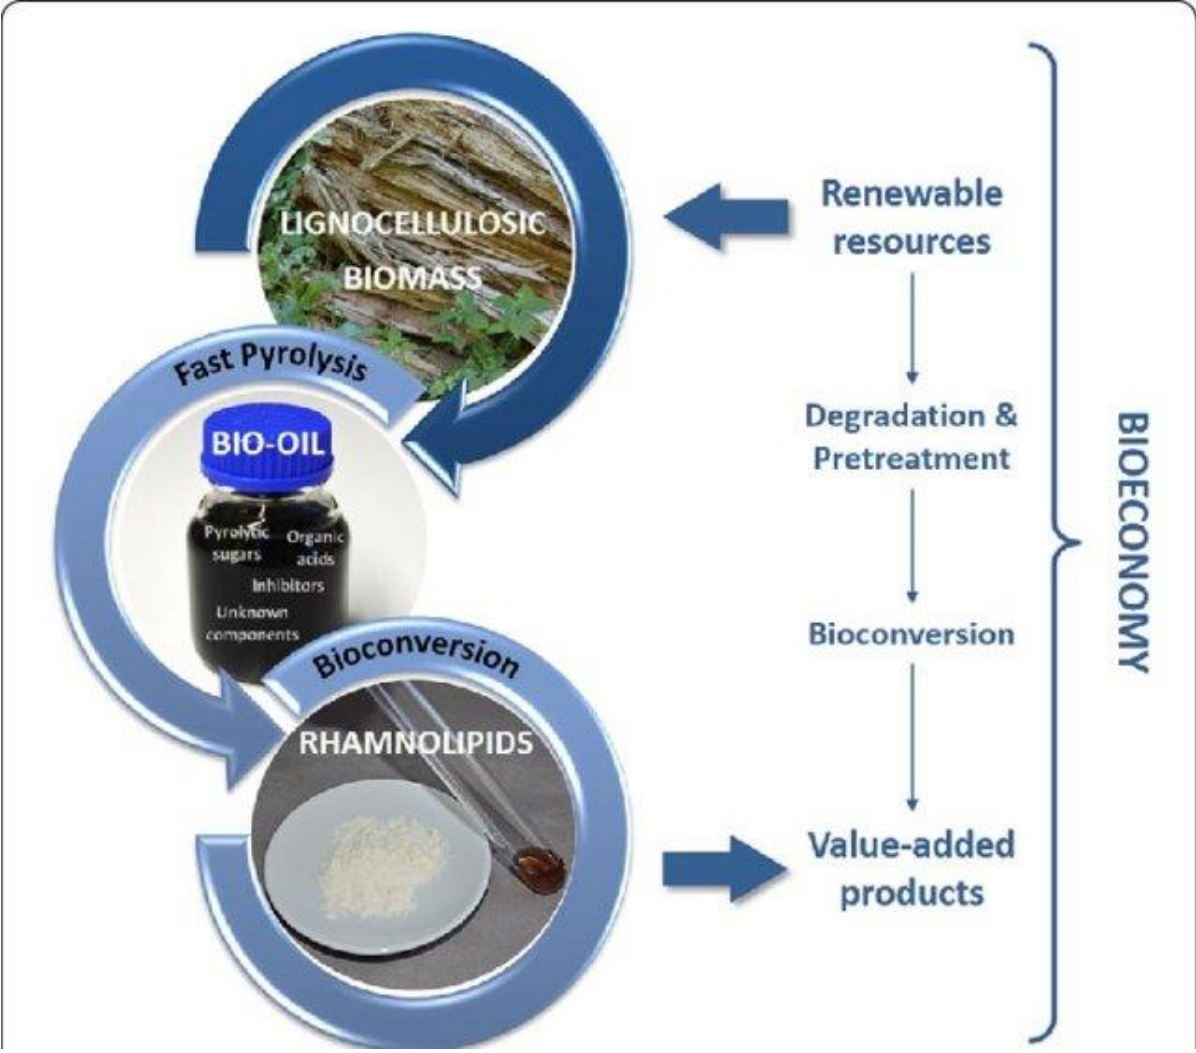 LIGNOCELLULOSIC
BIOMASS
Fast Pyrolysis
BIO-OIL
Pyrolytic
sugars
Organic
acids
Inhibitors
Unknown
components
Bioconversion
RHAMNOLIPIDS
Renewable
resources
Degradation &
Pretreatment
Bioconversion
Value-added
products
BIOECONOMY